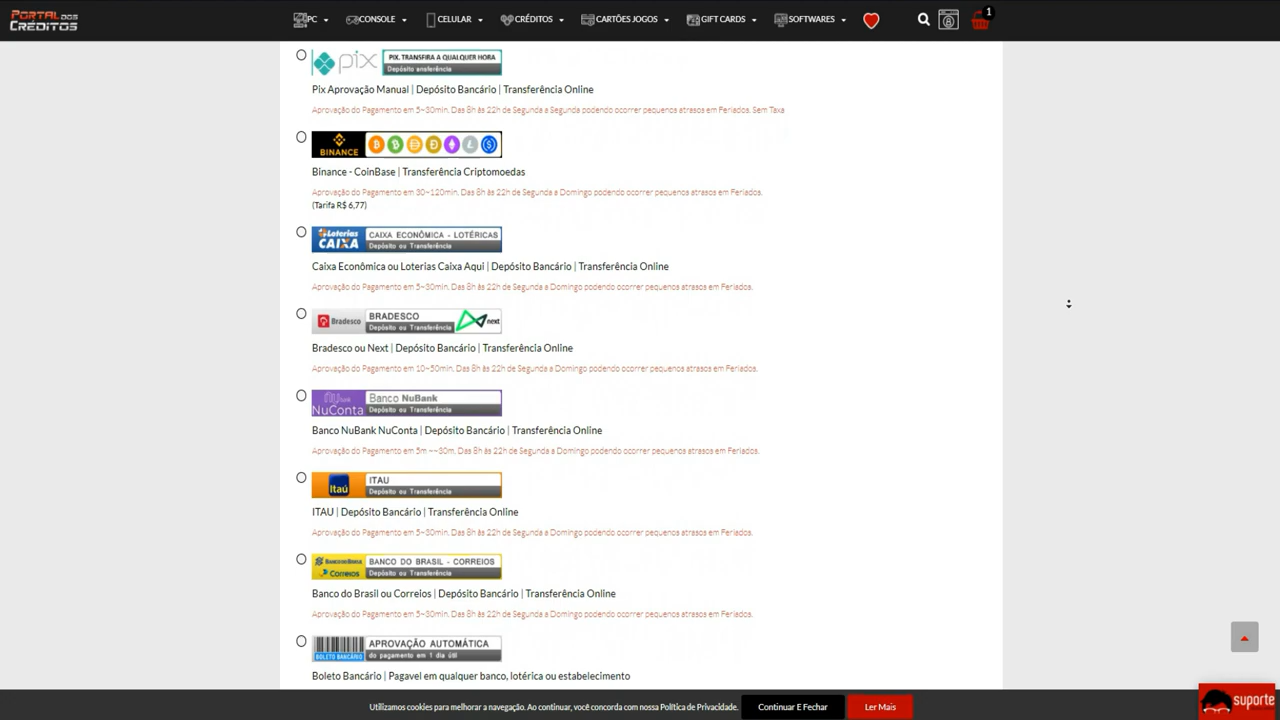 PORTAL DOS CRÉDITOS
PC CONSOLE CELULAR CRÉDITOS CARTÕES JOGOS GIFT CARDS SOFTWARES 1
pix PIX. TRANSFIRA A QUALQUER HORA
Pix Aprovação Manual | Depósito Bancário | Transferência Online
Aprovação do Pagamento em 5~30min. Das 8h às 22h de Segunda a Segunda podendo ocorrer pequenos atrasos em Feriados. Sem Taxa
BINANCE
Binance - CoinBase | Transferência Criptomoedas
Aprovação do Pagamento em 30~120min. Das 8h às 22h de Segunda a Domingo podendo ocorrer pequenos atrasos em Feriados.
(Tarifa R$ 6,77)
Loterias CAIXA CAIXA ECONÔMICA - LOTÉRICAS
Depósito ou Transferência
Caixa Econômica ou Loterias Caixa Aqui | Depósito Bancário | Transferência Online
Aprovação do Pagamento em 5~30min. Das 8h às 22h de Segunda a Domingo podendo ocorrer pequenos atrasos em Feriados.
Bradesco BRADESCO next
Depósito ou Transferência
Bradesco ou Next | Depósito Bancário | Transferência Online
Aprovação do Pagamento em 10~50min. Das 8h às 22h de Segunda a Domingo podendo ocorrer pequenos atrasos em Feriados.
NuConta Banco NuBank
Depósito ou Transferência
Banco NuBank NuConta | Depósito Bancário | Transferência Online
Aprovação do Pagamento em 5m ~~30m. Das 8h às 22h de Segunda a Domingo podendo ocorrer pequenos atrasos em Feriados.
Itaú ITAU
Depósito ou Transferência
ITAU | Depósito Bancário | Transferência Online
Aprovação do Pagamento em 5~30min. Das 8h às 22h de Segunda a Domingo podendo ocorrer pequenos atrasos em Feriados.
BANCO DO BRASIL Correios BANCO DO BRASIL - CORREIOS
Depósito ou Transferência
Banco do Brasil ou Correios | Depósito Bancário | Transferência Online
Aprovação do Pagamento em 5~30min. Das 8h às 22h de Segunda a Domingo podendo ocorrer pequenos atrasos em Feriados.
BOLETO BANCÁRIO APROVAÇÃO AUTOMÁTICA
do pagamento em 1 dia útil
Boleto Bancário | Pagavel em qualquer banco, lotérica ou estabelecimento
Utilizamos cookies para melhorar a navegação. Ao continuar, você concorda com nossa Política de Privacidade. Continuar E Fechar Ler Mais
suporte